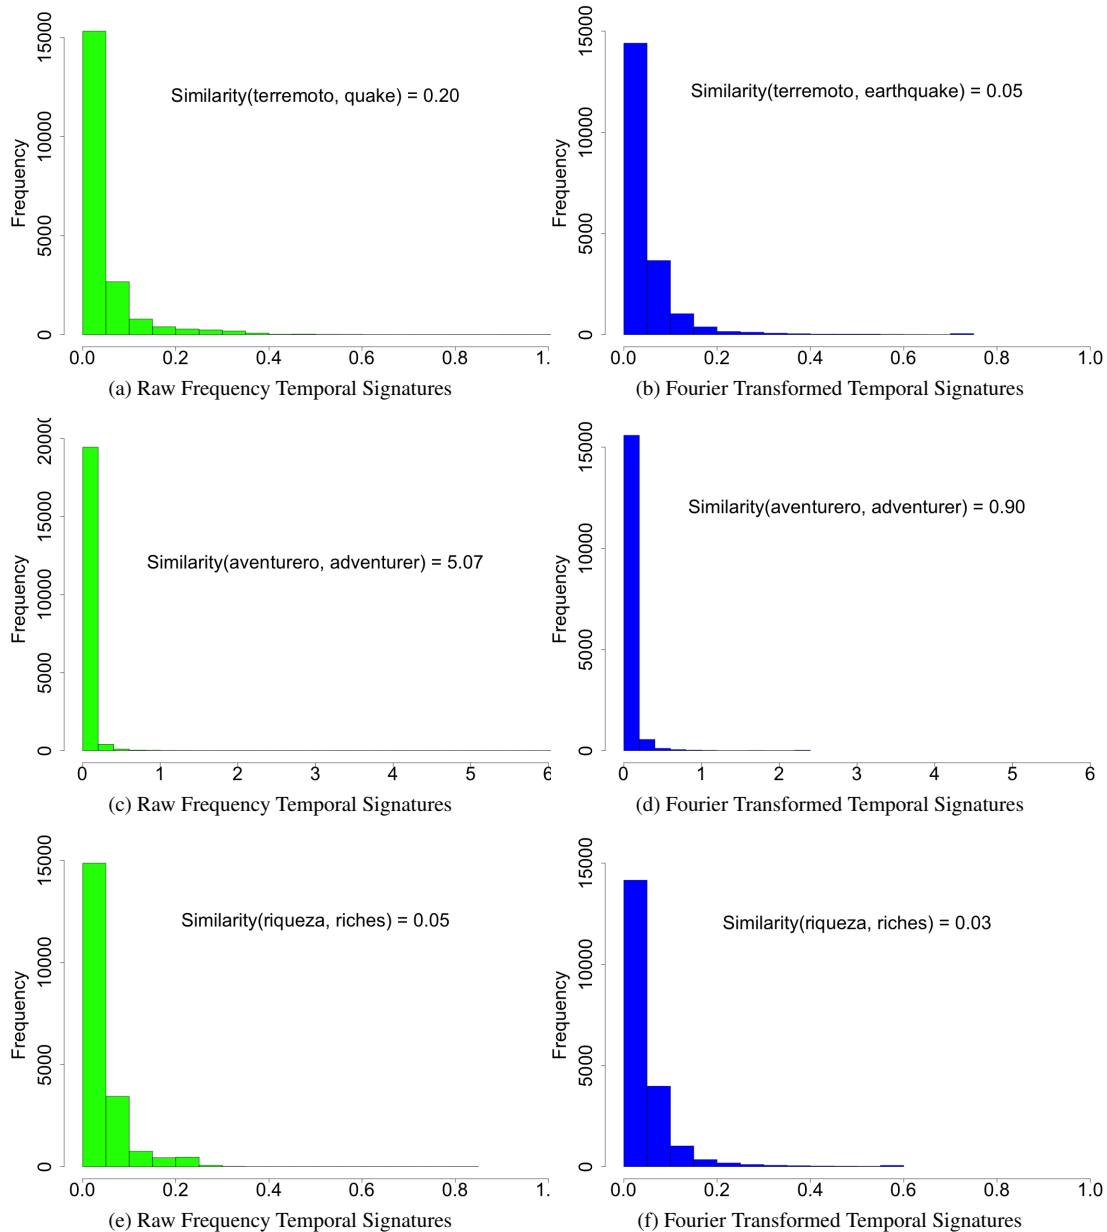 Similarity(terremoto, quake) = 0.20
Frequency
0 5000 10000 15000
0.0 0.2 0.4 0.6 0.8 1.
(a) Raw Frequency Temporal Signatures
Similarity(terremoto, earthquake) = 0.05
Frequency
0 5000 10000 15000
0.0 0.2 0.4 0.6 0.8 1.0
(b) Fourier Transformed Temporal Signatures
Similarity(aventurero, adventurer) = 5.07
Frequency
0 5000 10000 15000 20000
0 1 2 3 4 5 6
(c) Raw Frequency Temporal Signatures
Similarity(aventurero, adventurer) = 0.90
Frequency
0 5000 10000 15000
0 1 2 3 4 5 6
(d) Fourier Transformed Temporal Signatures
Similarity(riqueza, riches) = 0.05
Frequency
0 5000 10000 15000
0.0 0.2 0.4 0.6 0.8 1.
(e) Raw Frequency Temporal Signatures
Similarity(riqueza, riches) = 0.03
Frequency
0 5000 10000 15000
0.0 0.2 0.4 0.6 0.8 1.0
(f) Fourier Transformed Temporal Signatures